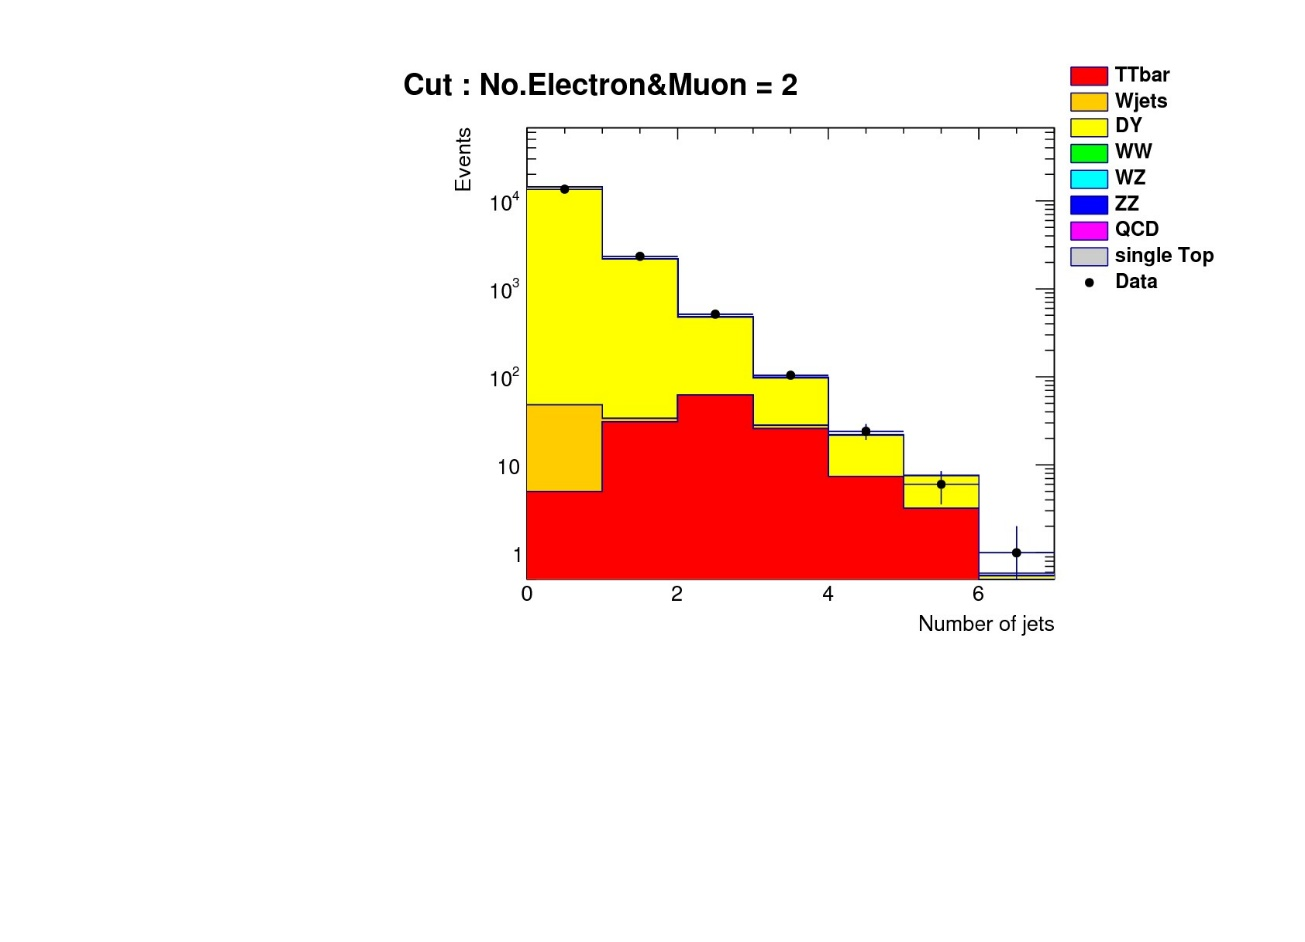 Cut : No.Electron&Muon = 2
Events
10^4
10^3
10^2
10
1
0 2 4 6
Number of jets
TTbar
Wjets
DY
WW
WZ
ZZ
QCD
single Top
Data